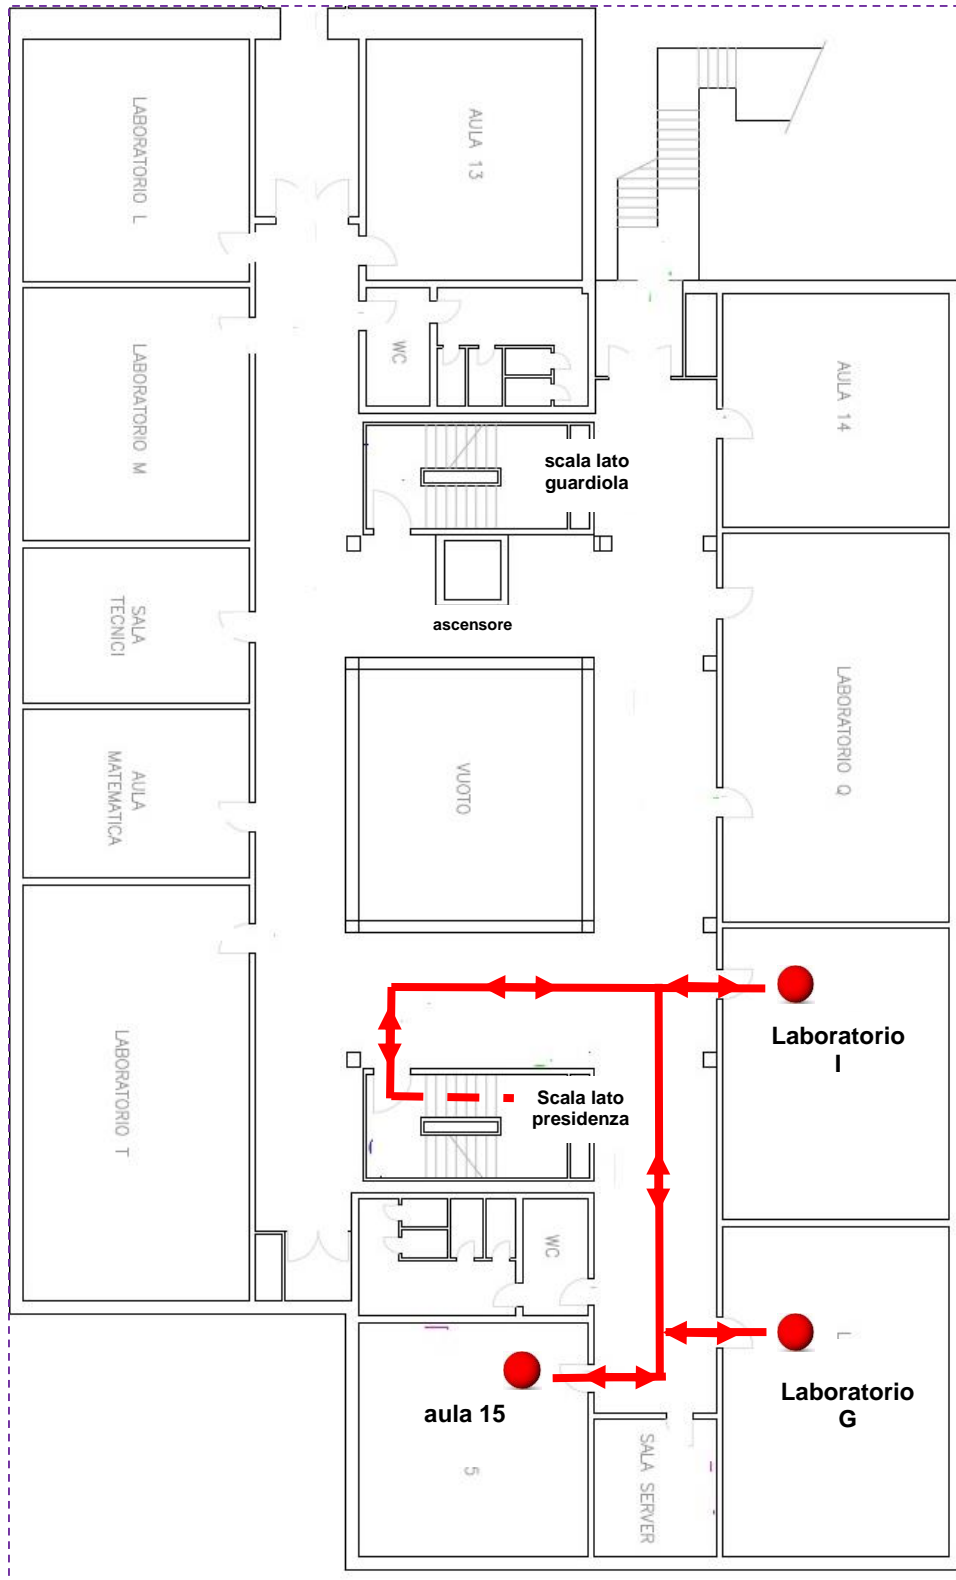 LABORATORIO L
AULA 13
LABORATORIO M
WC
AULA 14
scala lato
guardiola
SALA
TECNICI
ascensore
LABORATORIO Q
AULA
MATEMATICA
VUOTO
LABORATORIO T
Laboratorio
I
Scala lato
presidenza
WC
L
Laboratorio
G
aula 15
5
SALA SERVER